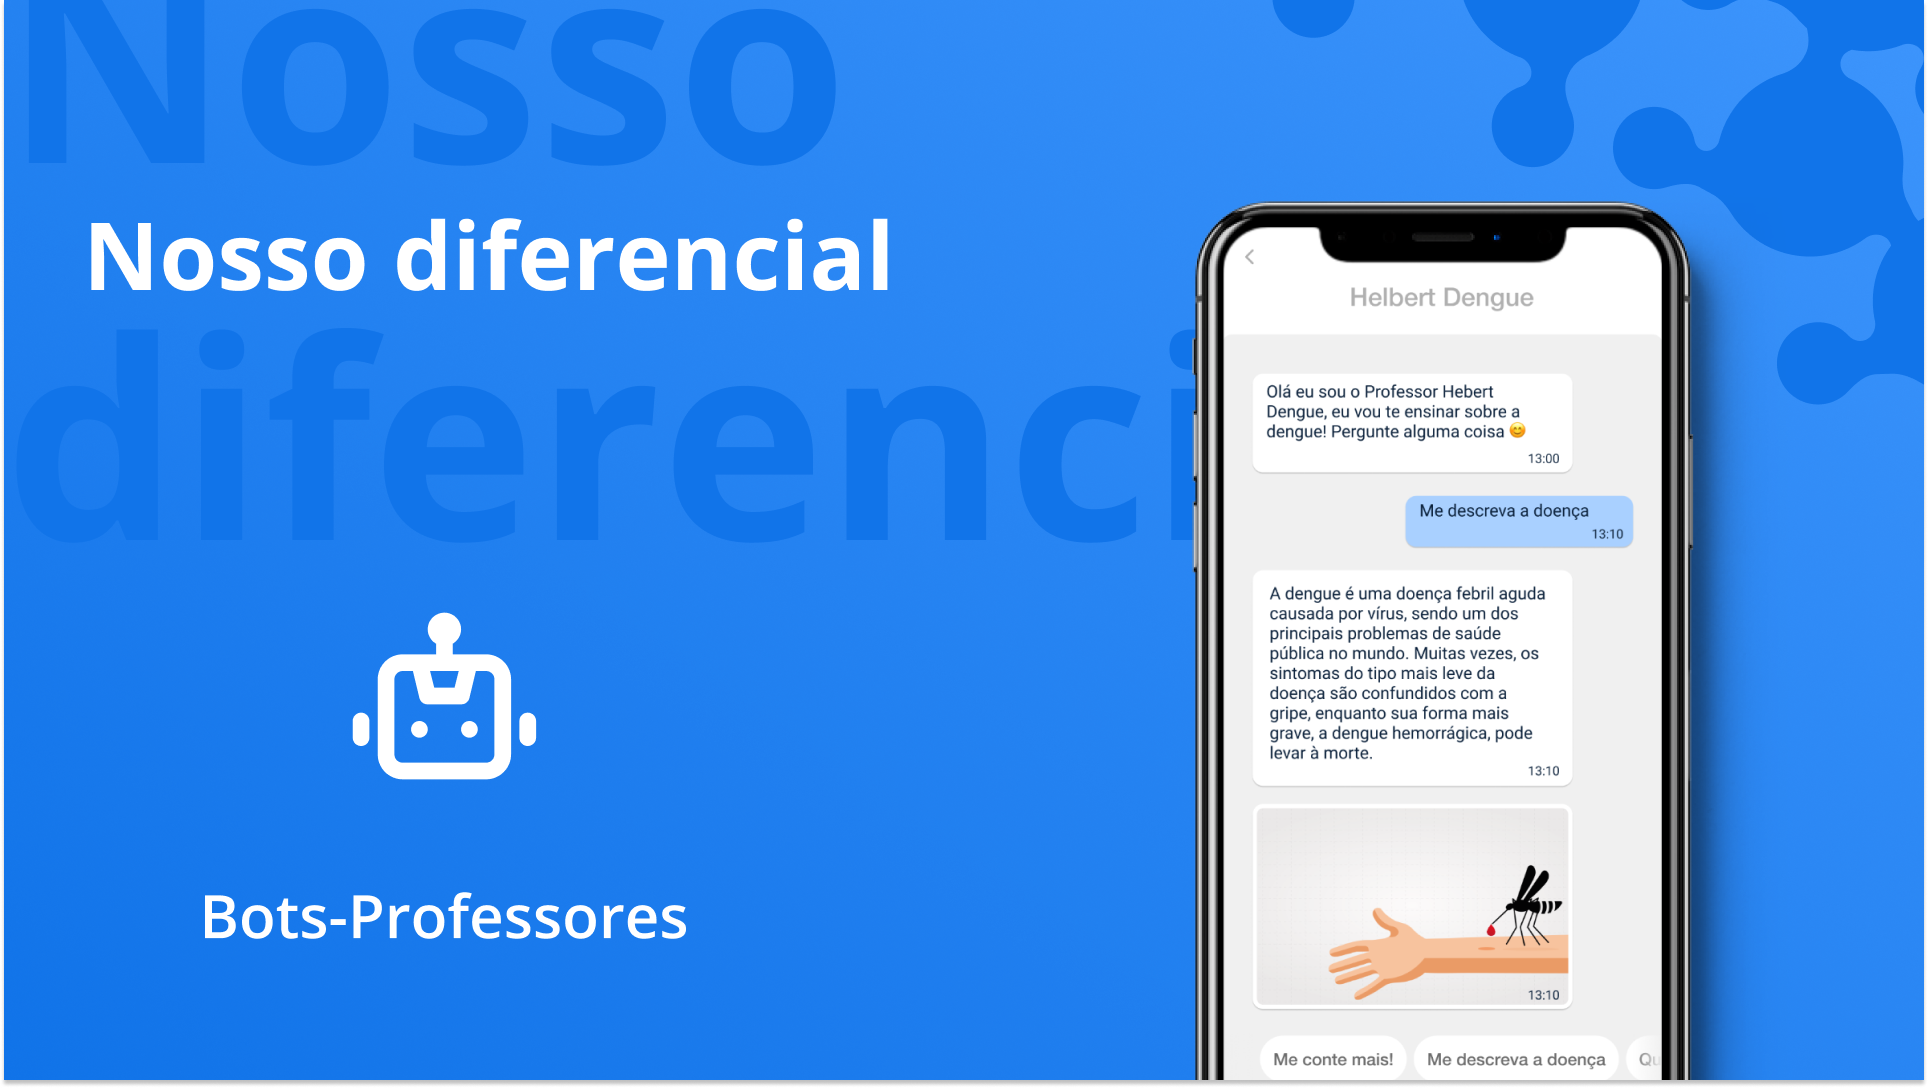 Nosso
Nosso diferencial
diferenci
Bots-Professores
Helbert Dengue
Olá eu sou o Professor Hebert
Dengue, eu vou te ensinar sobre a
dengue! Pergunte alguma coisa 😊
13:00
Me descreva a doença
13:10
A dengue é uma doença febril aguda
causada por vírus, sendo um dos
principais problemas de saúde
pública no mundo. Muitas vezes, os
sintomas do tipo mais leve da
doença são confundidos com a
gripe, enquanto sua forma mais
grave, a dengue hemorrágica, pode
levar à morte.
13:10
13:10
Me conte mais!
Me descreva a doença